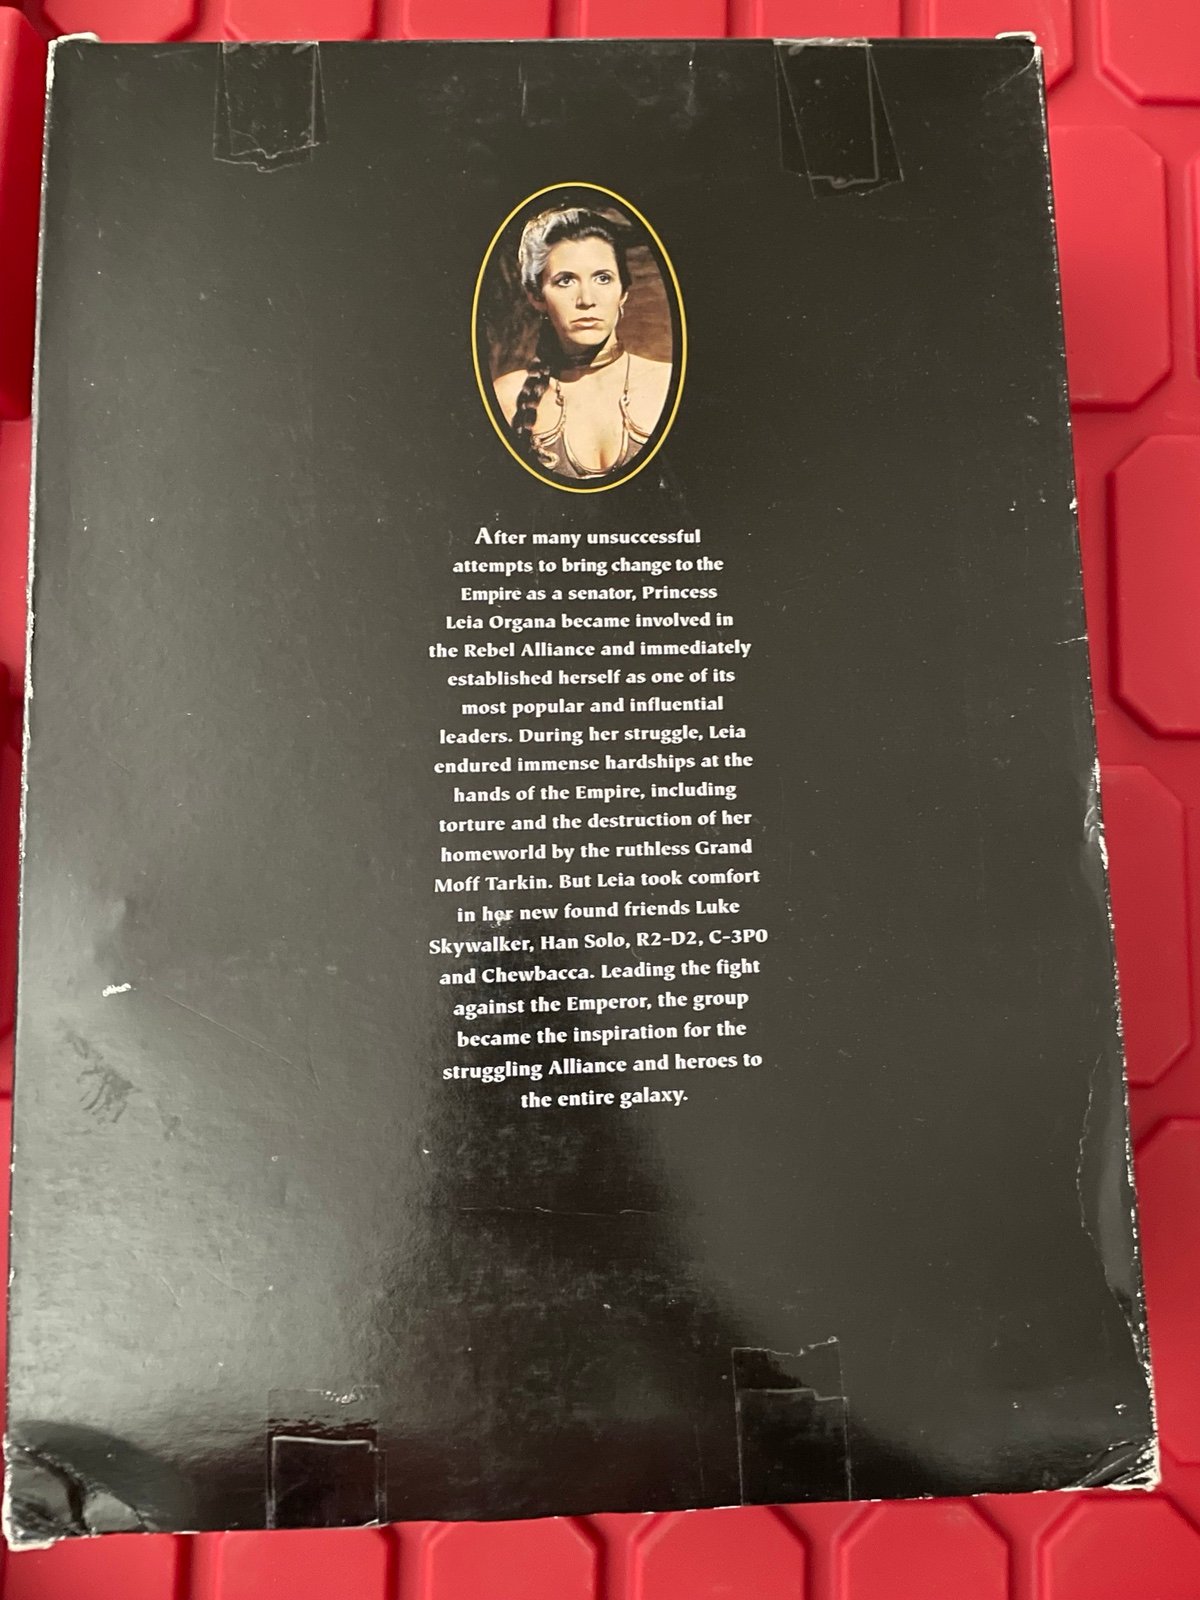 After many unsuccessful
attempts to bring change to the
Empire as a senator, Princess
Leia Organa became involved in
the Rebel Alliance and immediately
established herself as one of its
most popular and influential
leaders. During her struggle, Leia
endured immense hardships at the
hands of the Empire, including
torture and the destruction of her
homeworld by the ruthless Grand
Moff Tarkin. But Leia took comfort
in her new found friends Luke
Skywalker, Han Solo, R2-D2, C-3P0
and Chewbacca. Leading the fight
against the Emperor, the group
became the inspiration for the
struggling Alliance and heroes to
the entire galaxy.